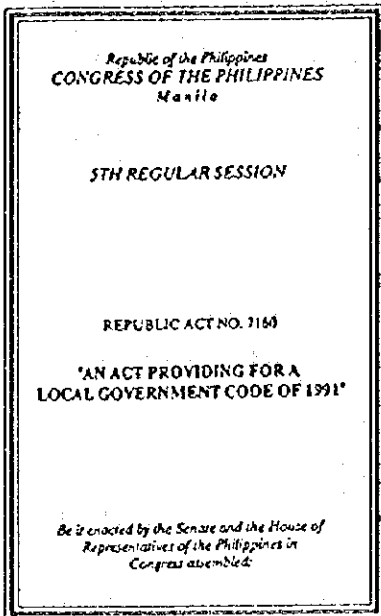 Republic of the Philippines
CONGRESS OF THE PHILIPPINES
Manila
5TH REGULAR SESSION
REPUBLIC ACT NO. 7160
"AN ACT PROVIDING FOR A
LOCAL GOVERNMENT CODE OF 1991"
Be it enacted by the Senate and the House of
Representatives of the Philippines in
Congress assembled: